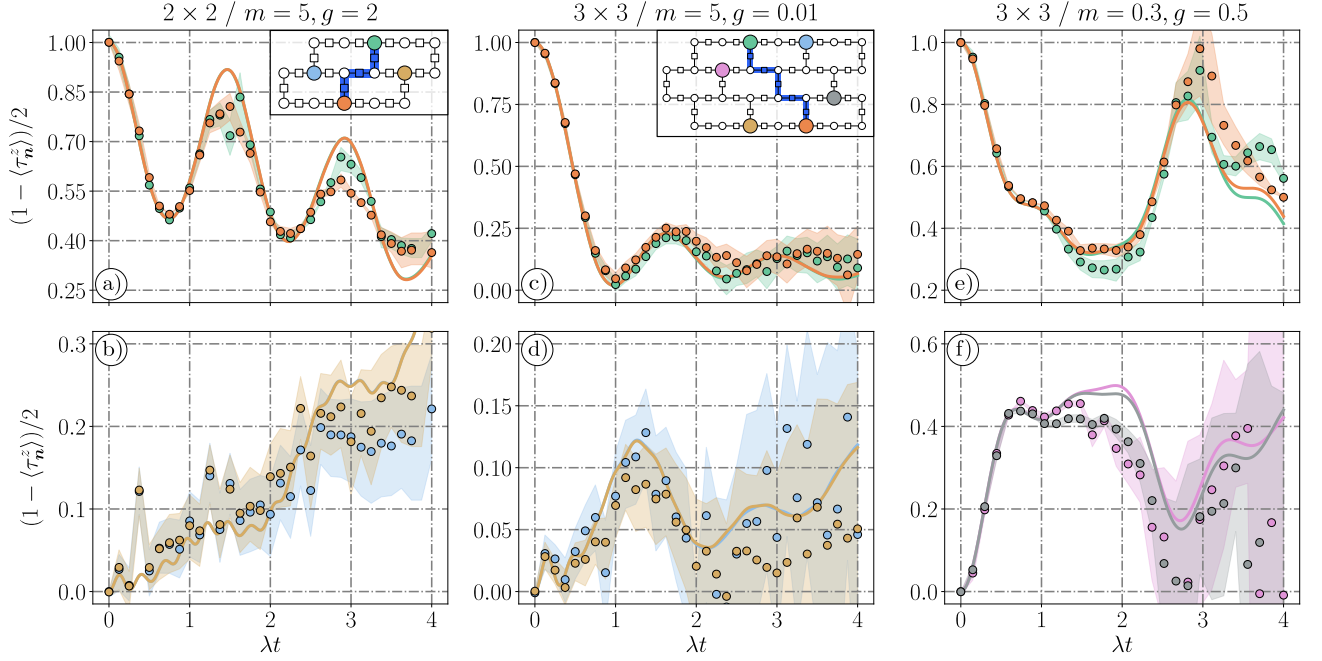 2 × 2 / m = 5, g = 2
3 × 3 / m = 5, g = 0.01
3 × 3 / m = 0.3, g = 0.5
(1 − ⟨τ_n^z⟩)/2
1.00
0.85
0.70
0.55
0.40
0.25
a)
1.00
0.75
0.50
0.25
0.00
c)
1.0
0.8
0.6
0.4
0.2
e)
(1 − ⟨τ_n^z⟩)/2
0.3
0.2
0.1
0.0
b)
0 1 2 3 4
λt
0.20
0.15
0.10
0.05
0.00
d)
0 1 2 3 4
λt
0.6
0.4
0.2
0.0
f)
0 1 2 3 4
λt